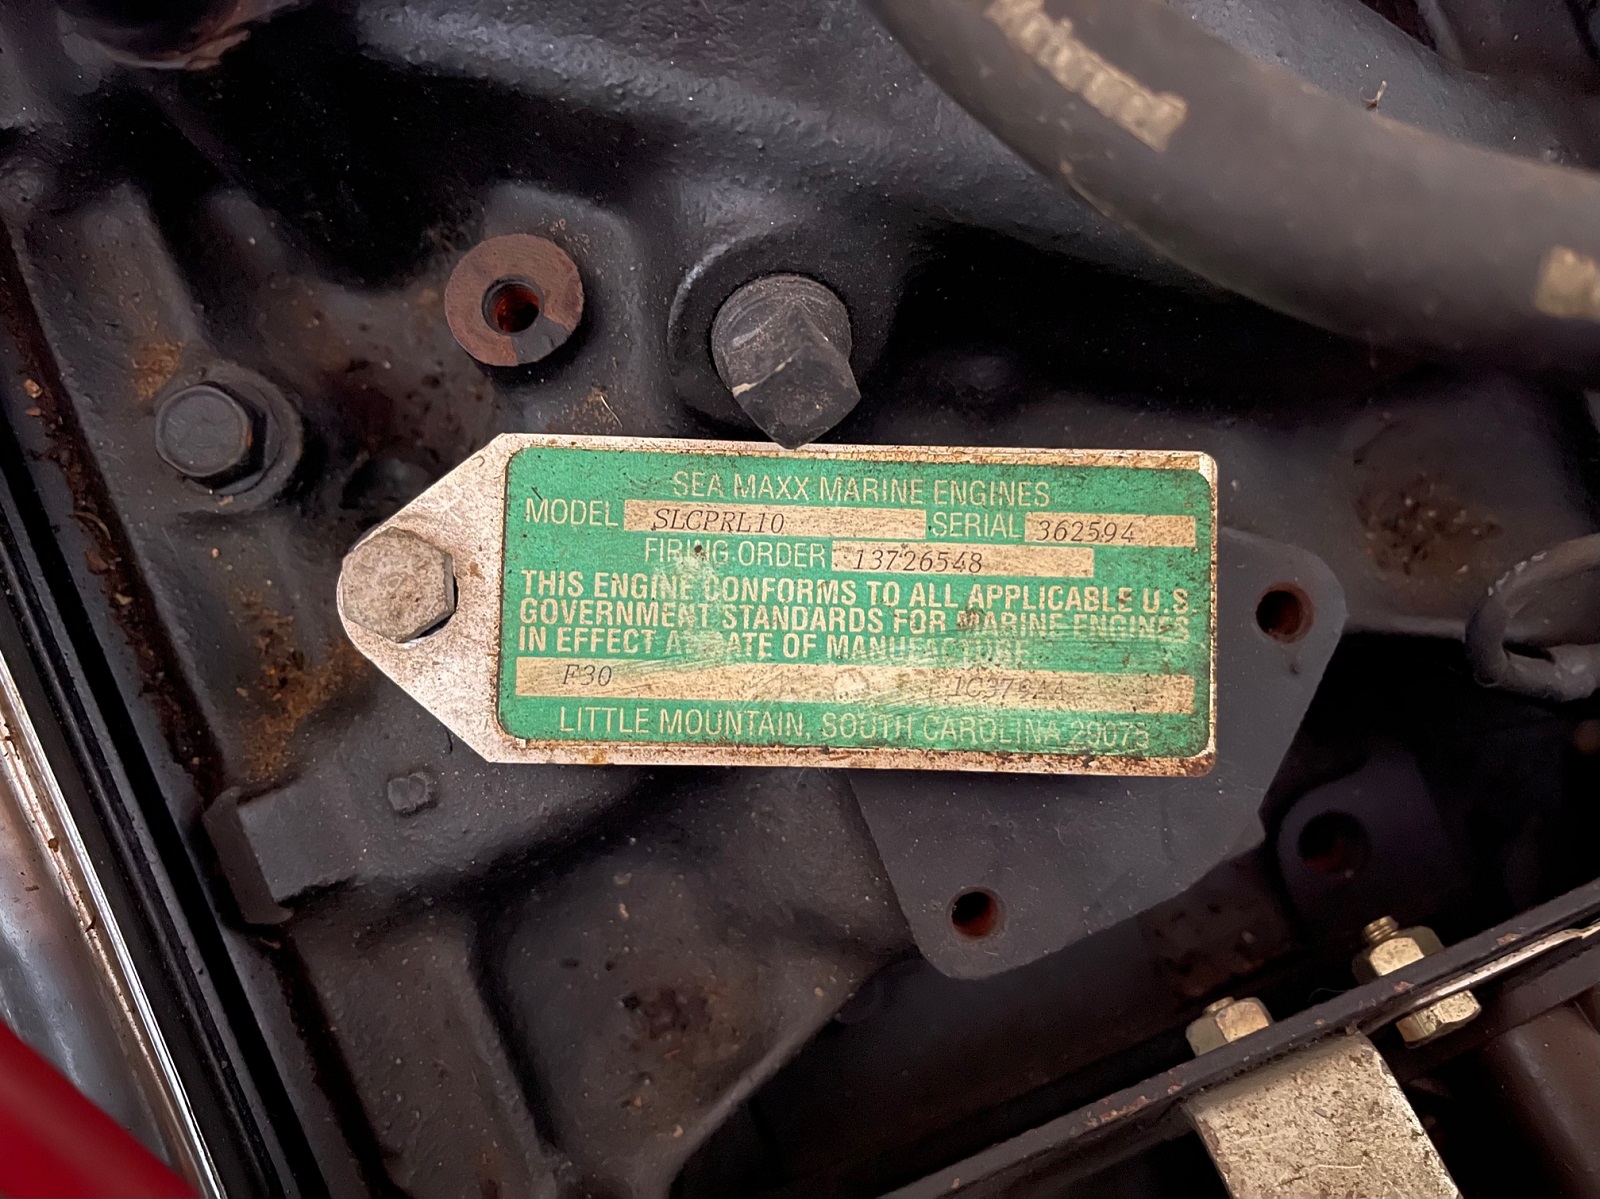 Motorcraft
SEA MAXX MARINE ENGINES
MODEL SLCPRL10 SERIAL 362594
FIRING ORDER 13726548
THIS ENGINE CONFORMS TO ALL APPLICABLE U.S.
GOVERNMENT STANDARDS FOR MARINE ENGINES
IN EFFECT AT DATE OF MANUFACTURE.
F30
LITTLE MOUNTAIN, SOUTH CAROLINA 29075